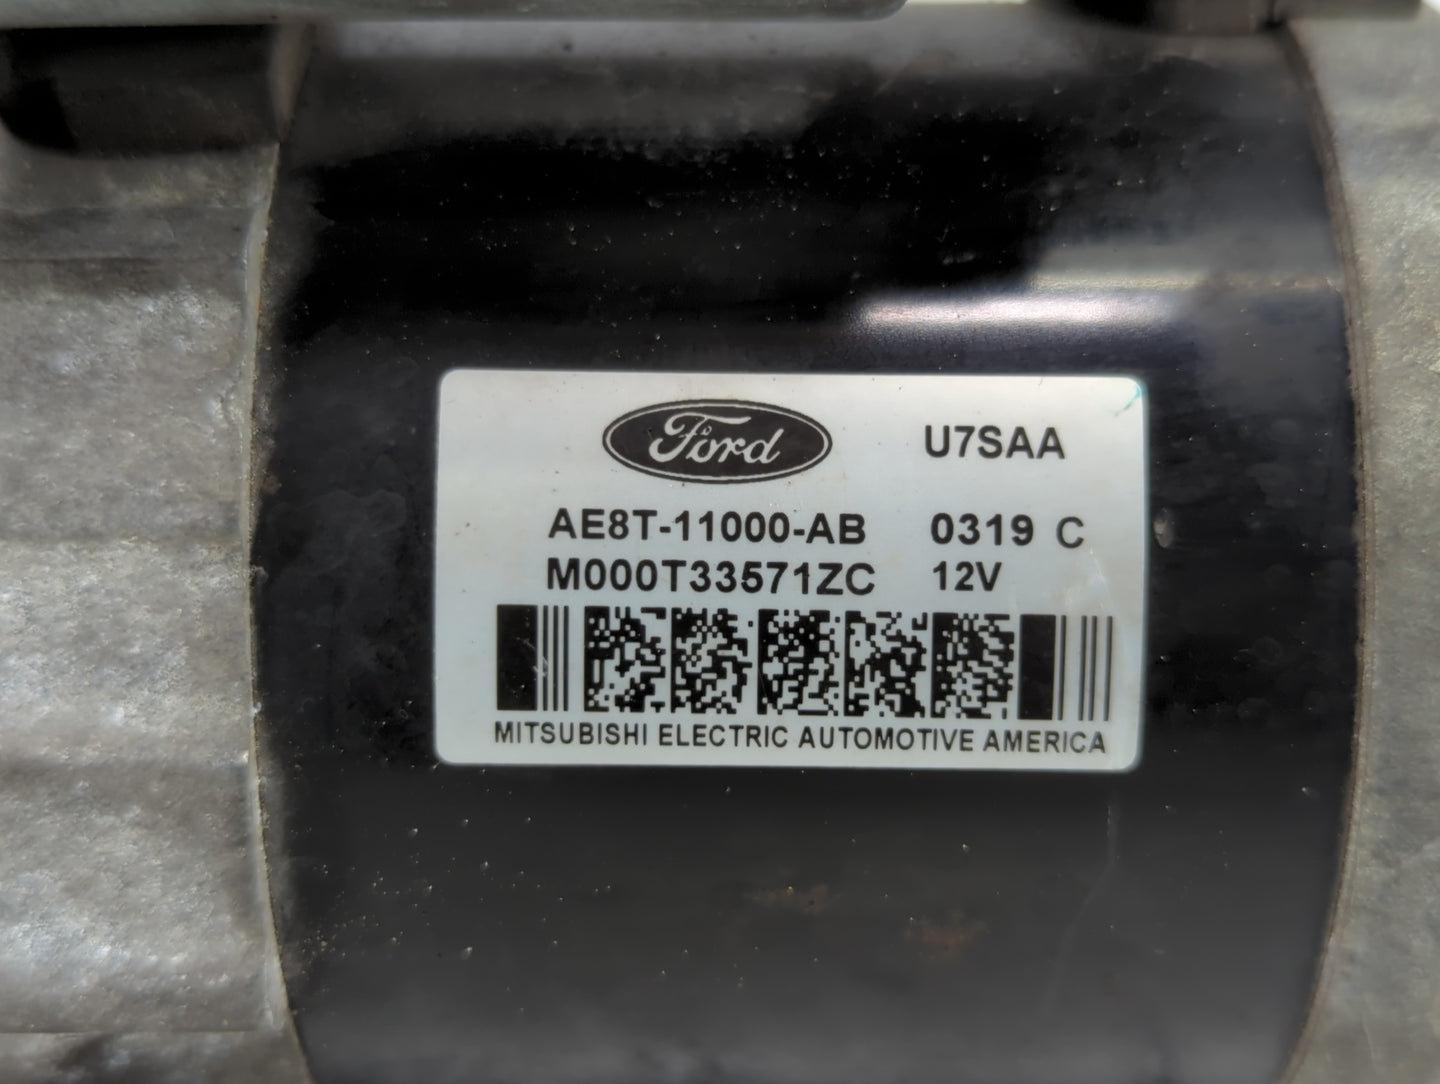 Ford U7SAA
AE8T-11000-AB 0319 C
M000T33571ZC 12V
MITSUBISHI ELECTRIC AUTOMOTIVE AMERICA